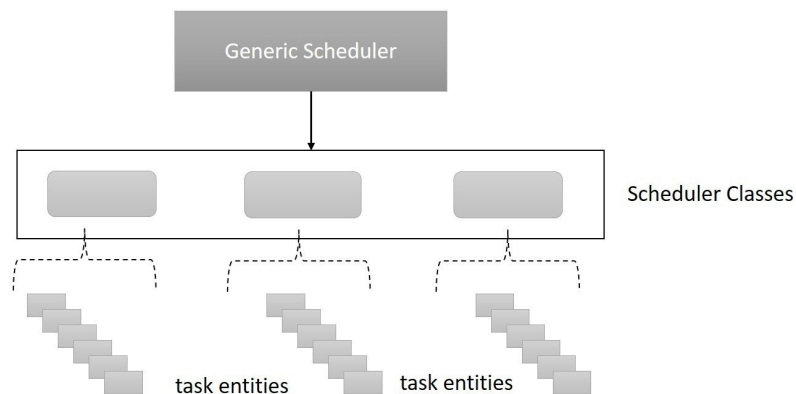 Generic Scheduler
Scheduler Classes
task entities
task entities